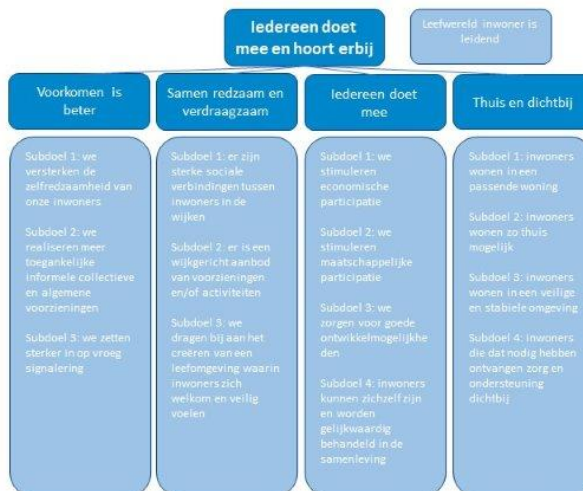 Iedereen doet
mee en hoort erbij
Leefwereld inwoner is
leidend
Voorkomen is
beter
Subdoel 1: we
versterken de
zelfredzaamheid van
onze inwoners
Subdoel 2: we
realiseren meer
toegankelijke
informele collectieve
en algemene
voorzieningen
Subdoel 3: we zetten
sterker in op vroeg
signalering
Samen redzaam en
verdraagzaam
Subdoel 1: er zijn
sterke sociale
verbindingen tussen
inwoners in de
wijken
Subdoel 2: er is een
wijkgericht aanbod
van voorzieningen
en/of activiteiten
Subdoel 3: we
dragen bij aan het
creëren van een
leefomgeving waarin
inwoners zich
welkom en veilig
voelen
Iedereen doet
mee
Subdoel 1: we
stimuleren
economische
participatie
Subdoel 2: we
stimuleren
maatschappelijke
participatie
Subdoel 3: we
zorgen voor goede
ontwikkelmogelijkhe
den
Subdoel 4: inwoners
kunnen zichzelf zijn
en worden
gelijkwaardig
behandeld in de
samenleving
Thuis en dichtbij
Subdoel 1: inwoners
wonen in een
passende woning
Subdoel 2: inwoners
wonen zo thuis
mogelijk
Subdoel 3: inwoners
wonen in een veilige
en stabiele omgeving
Subdoel 4: inwoners
die dat nodig hebben
ontvangen zorg en
ondersteuning
dichtbij